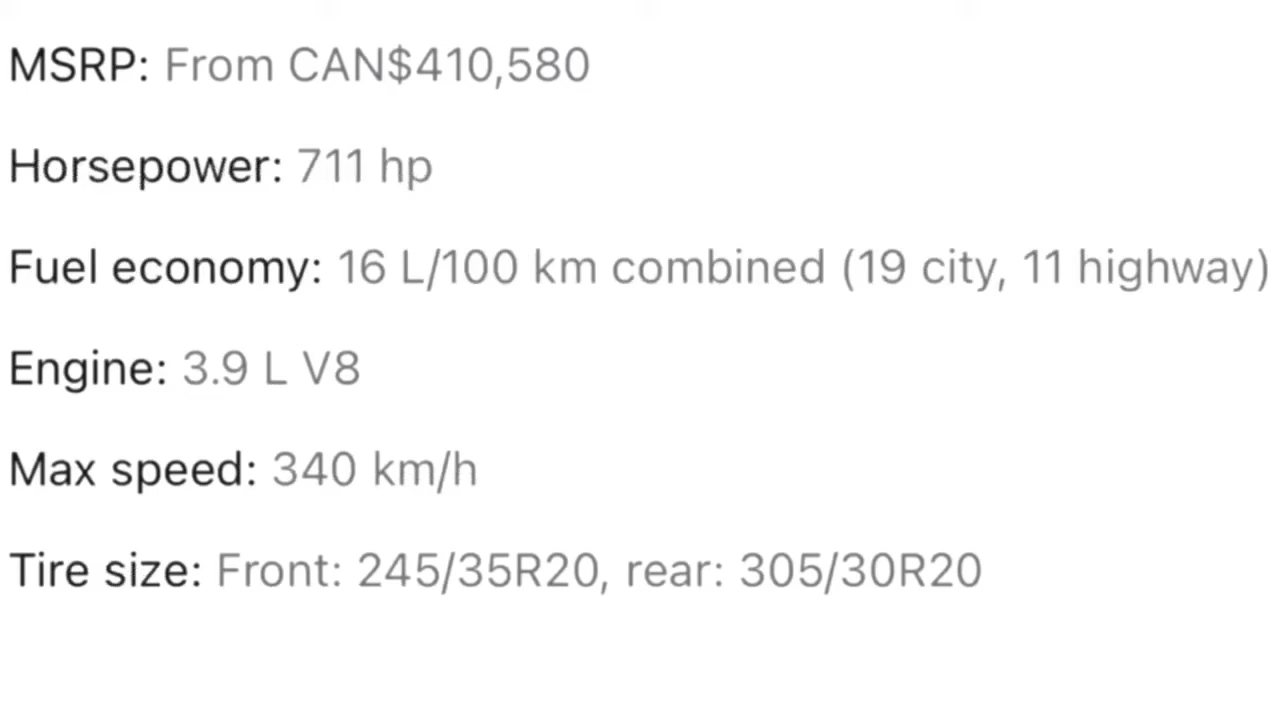 MSRP: From CAN$410,580
Horsepower: 711 hp
Fuel economy: 16 L/100 km combined (19 city, 11 highway)
Engine: 3.9 L V8
Max speed: 340 km/h
Tire size: Front: 245/35R20, rear: 305/30R20